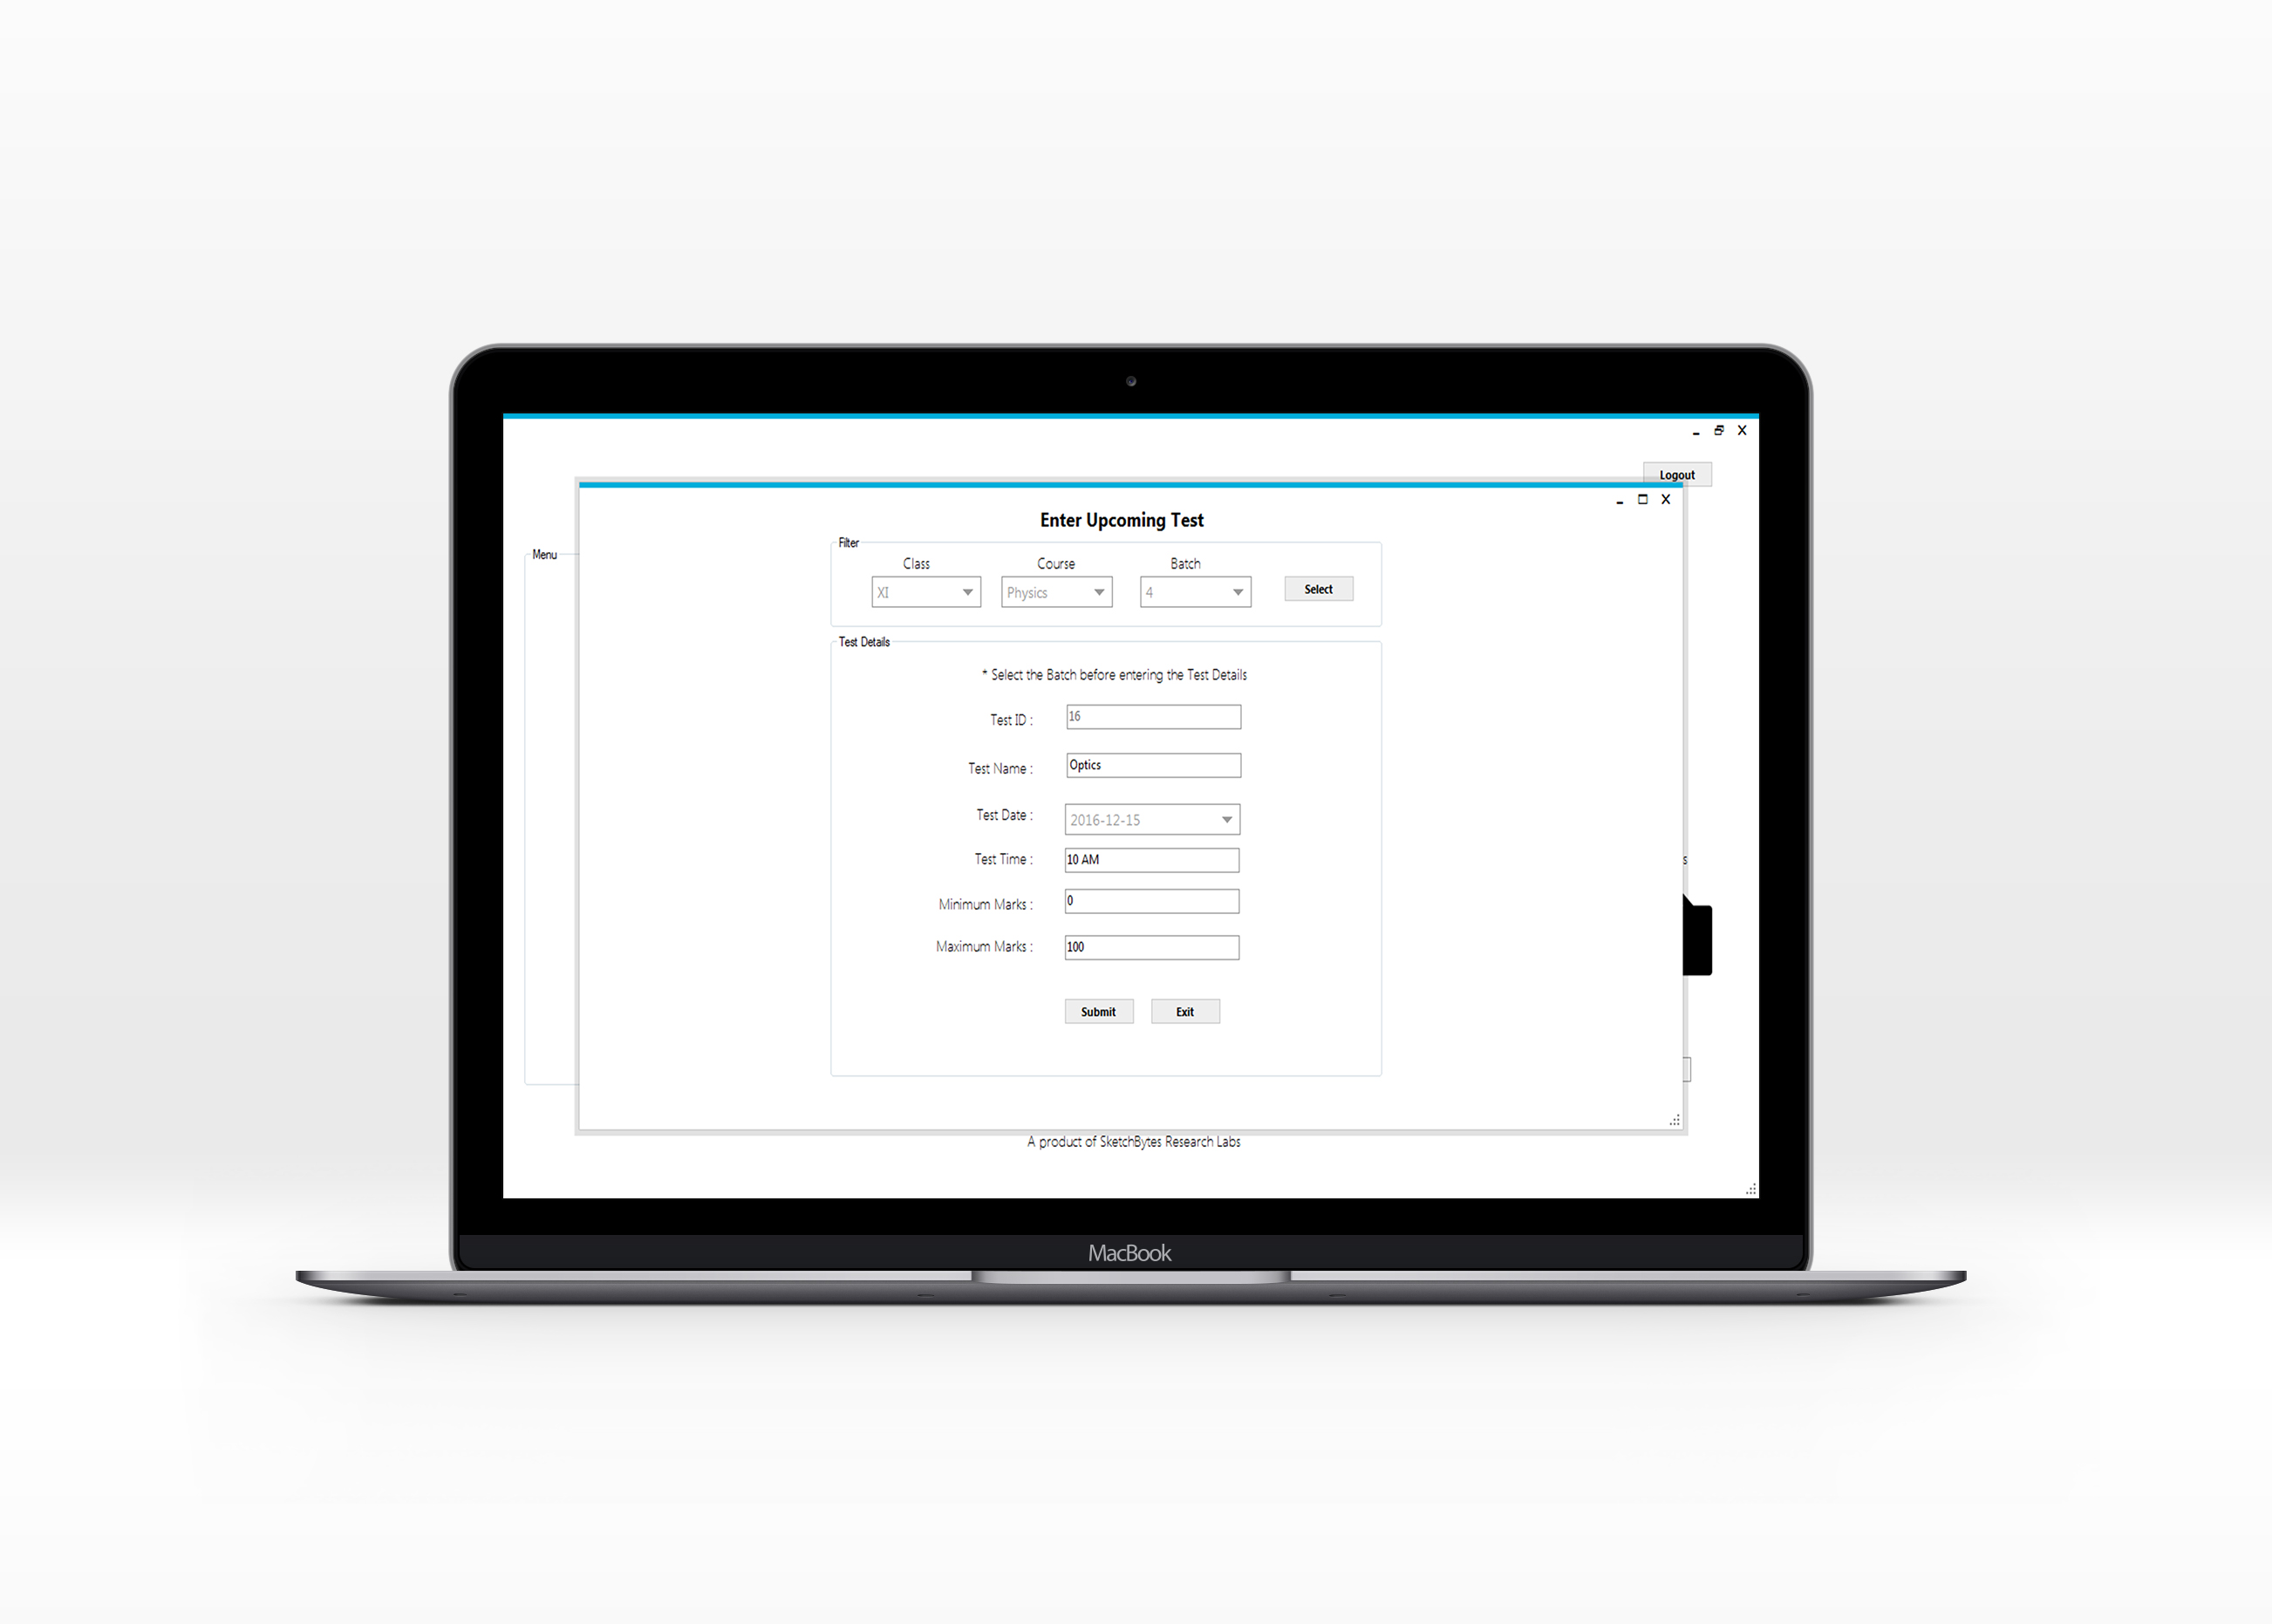 Logout
Enter Upcoming Test
Menu
Filter
Class Course Batch
XI Physics 4 Select
Test Details
* Select the Batch before entering the Test Details
Test ID : 16
Test Name : Optics
Test Date : 2016-12-15
Test Time : 10 AM
s
Minimum Marks : 0
Maximum Marks : 100
Submit Exit
A product of SketchBytes Research Labs
MacBook